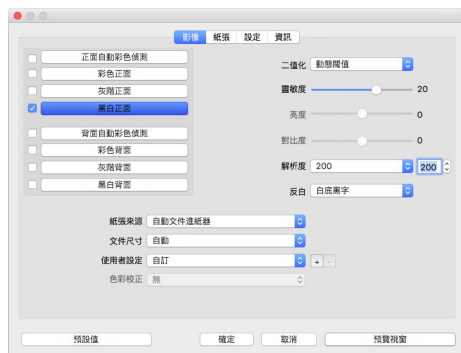 影像 紙張 設定 資訊
正面自動彩色偵測
彩色正面
灰階正面
黑白正面
背面自動彩色偵測
彩色背面
灰階背面
黑白背面
二值化 動態閥值
靈敏度 20
亮度 0
對比度 0
解析度 200 200
反白 白底黑字
紙張來源 自動文件進紙器
文件尺寸 自動
使用者設定 自訂 + -
色彩校正 無
預設值 確定 取消 預覽視窗